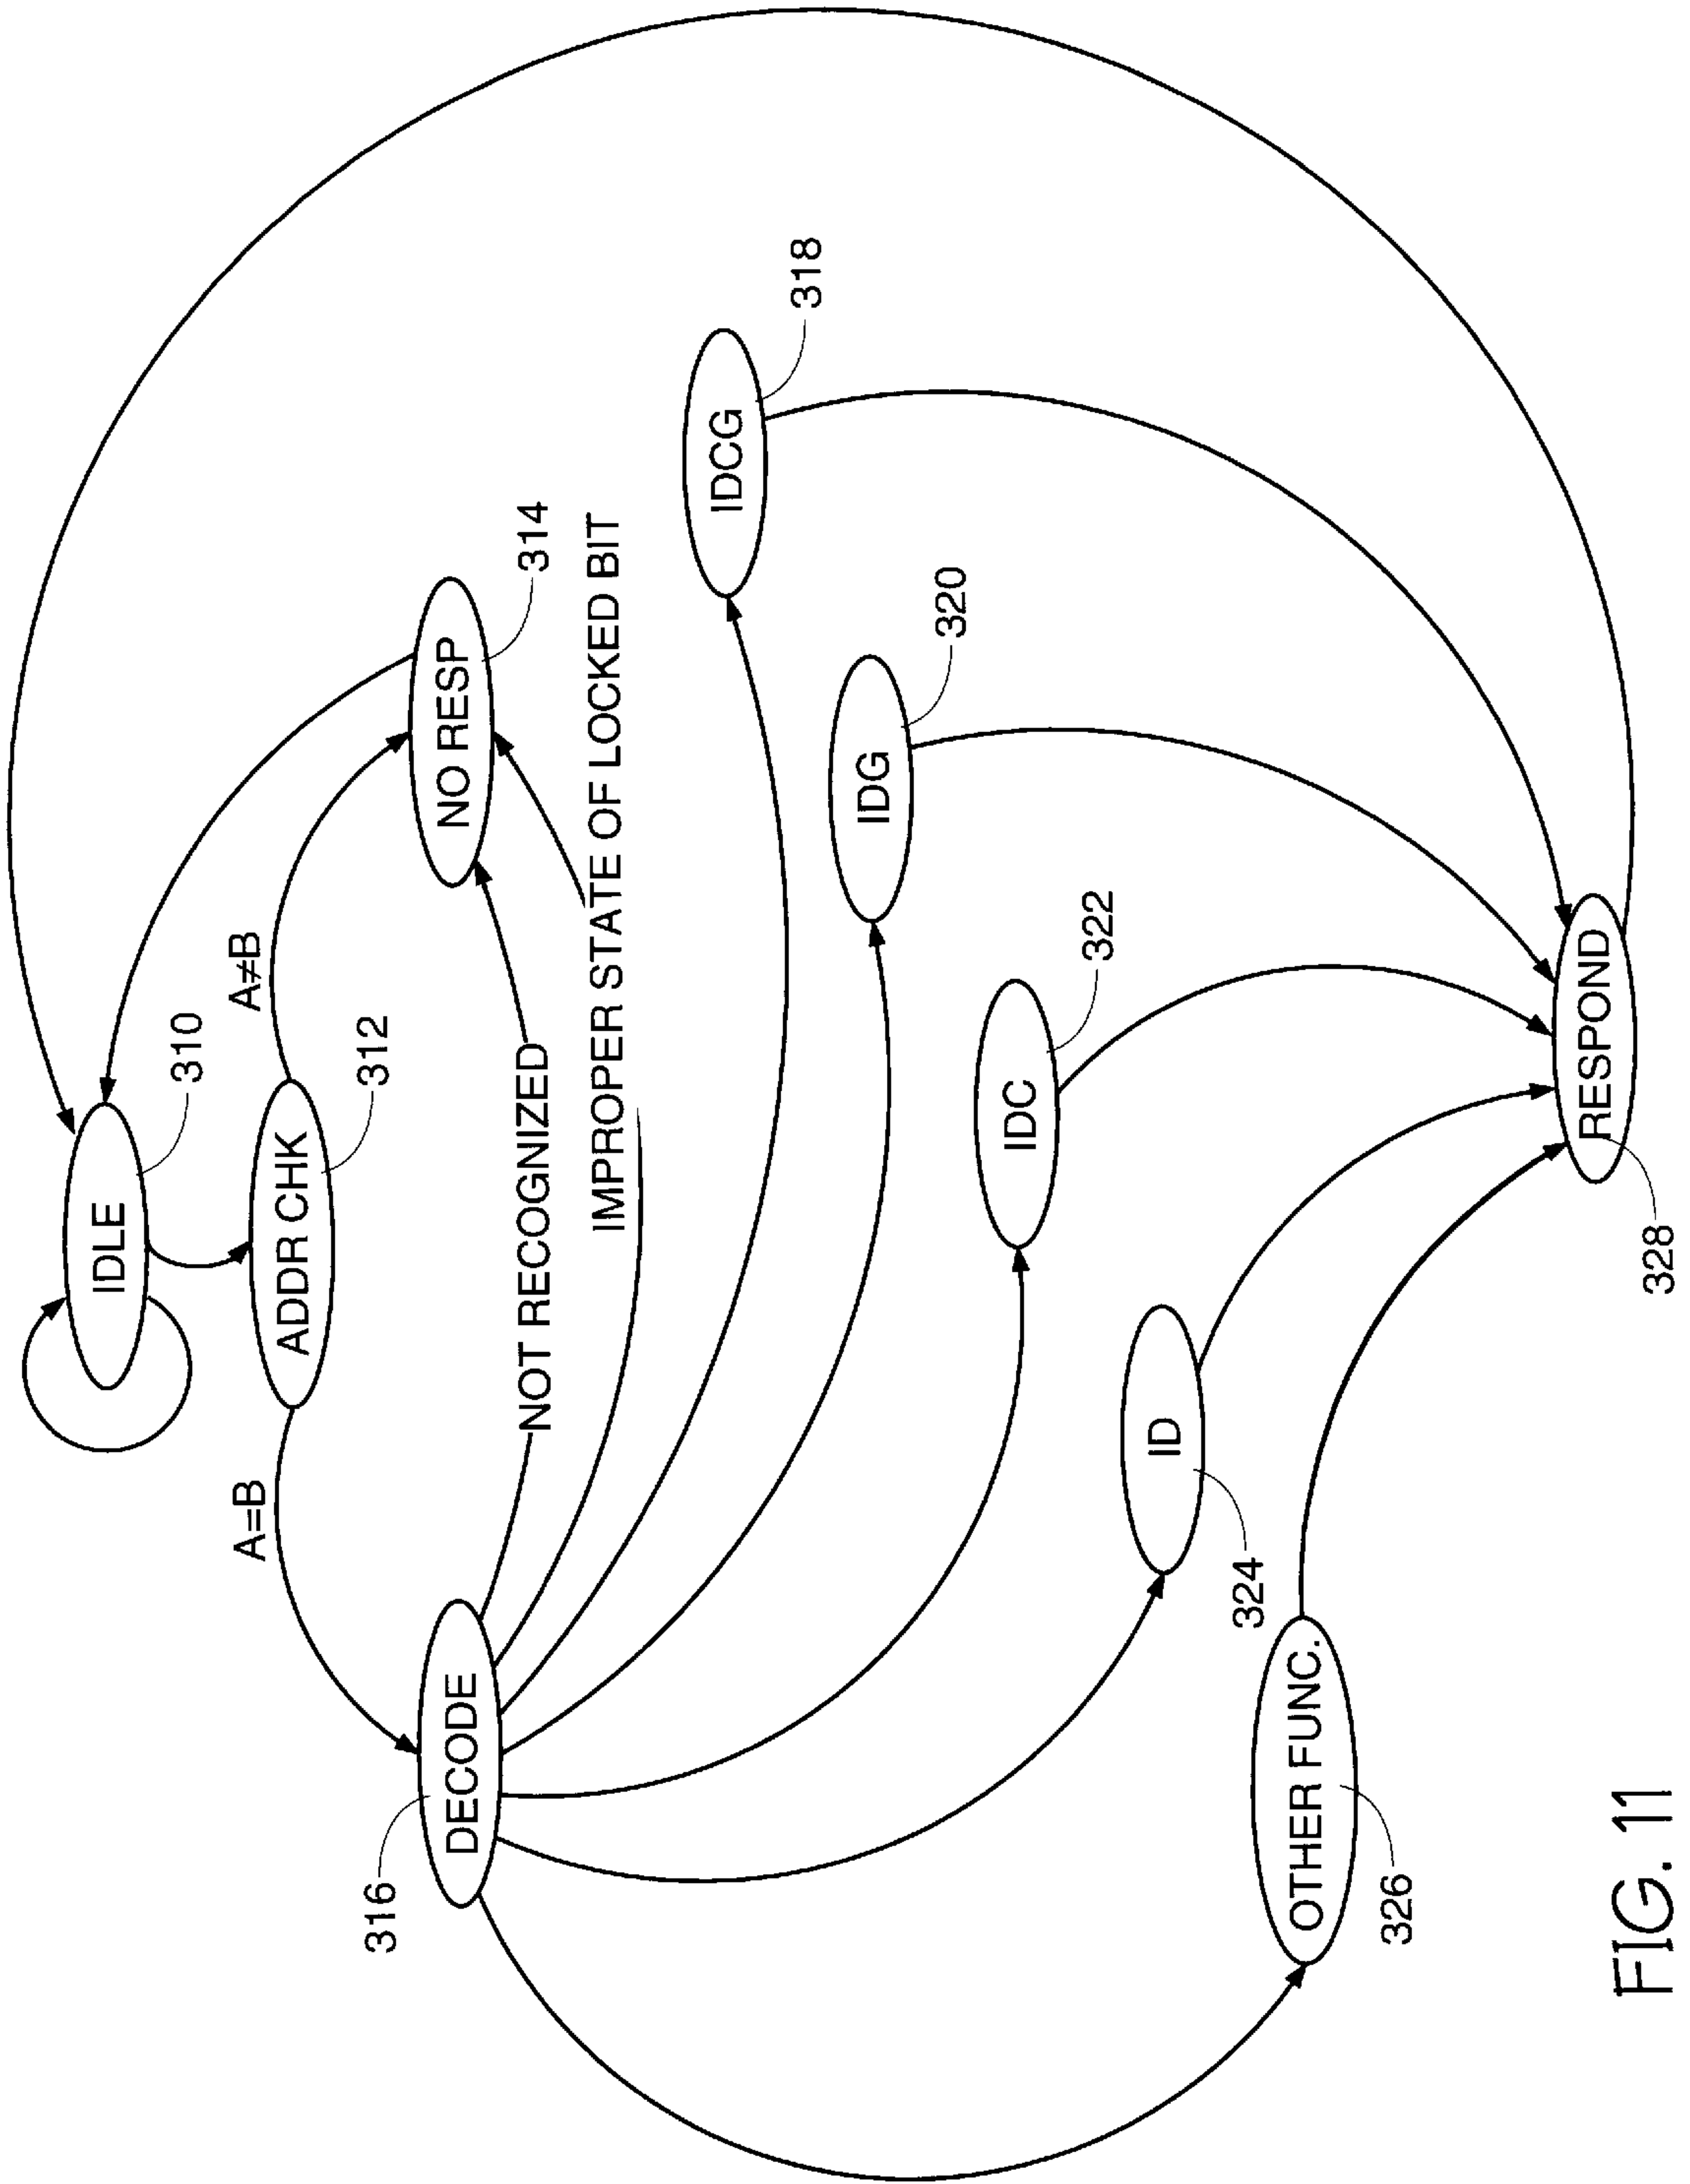 IDLE
310
ADDR CHK
312
A=B
A≠B
NO RESP
314
DECODE
316
NOT RECOGNIZED
IMPROPER STATE OF LOCKED BIT
IDCG
318
IDG
320
IDC
322
ID
324
OTHER FUNC.
326
RESPOND
328
FIG. 11